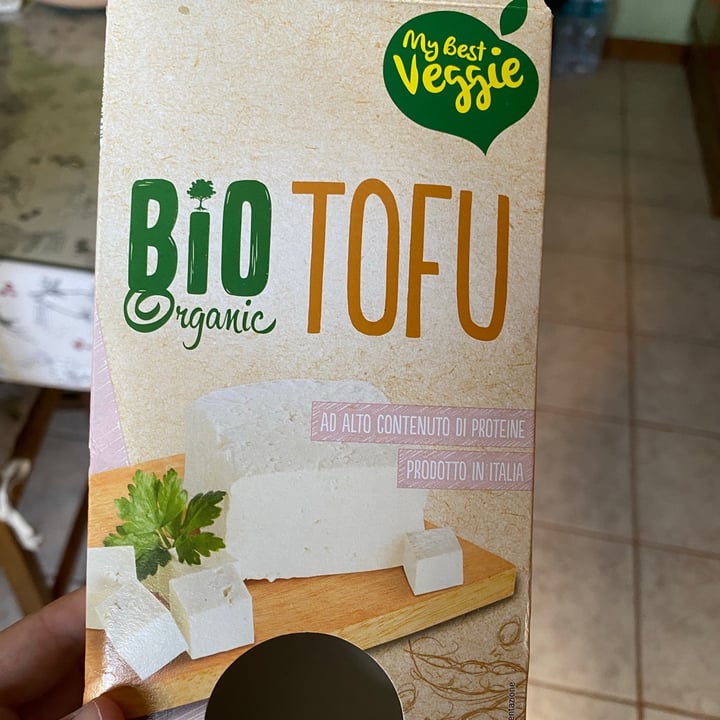 My Best
Veggie
BiO
Organic
TOFU
AD ALTO CONTENUTO DI PROTEINE
PRODOTTO IN ITALIA